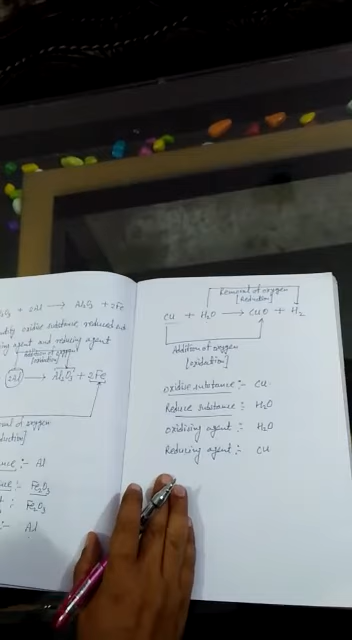 + 2Al → Al2O3 + 2Fe
oxidise substance, reduced sub
agent and reducing agent
Addition of oxygen
[oxidation]
2Al → Al2O3 + 2Fe
of oxygen
:- Al
:- Fe2O3
: Fe2O3
:- Al
Removal of oxygen
[Reduction]
Cu + H2O → CuO + H2
Addition of oxygen
[oxidation]
Oxidise substance :- Cu
Reduce substance :- H2O
Oxidising agent :- H2O
Reducing agent :- Cu